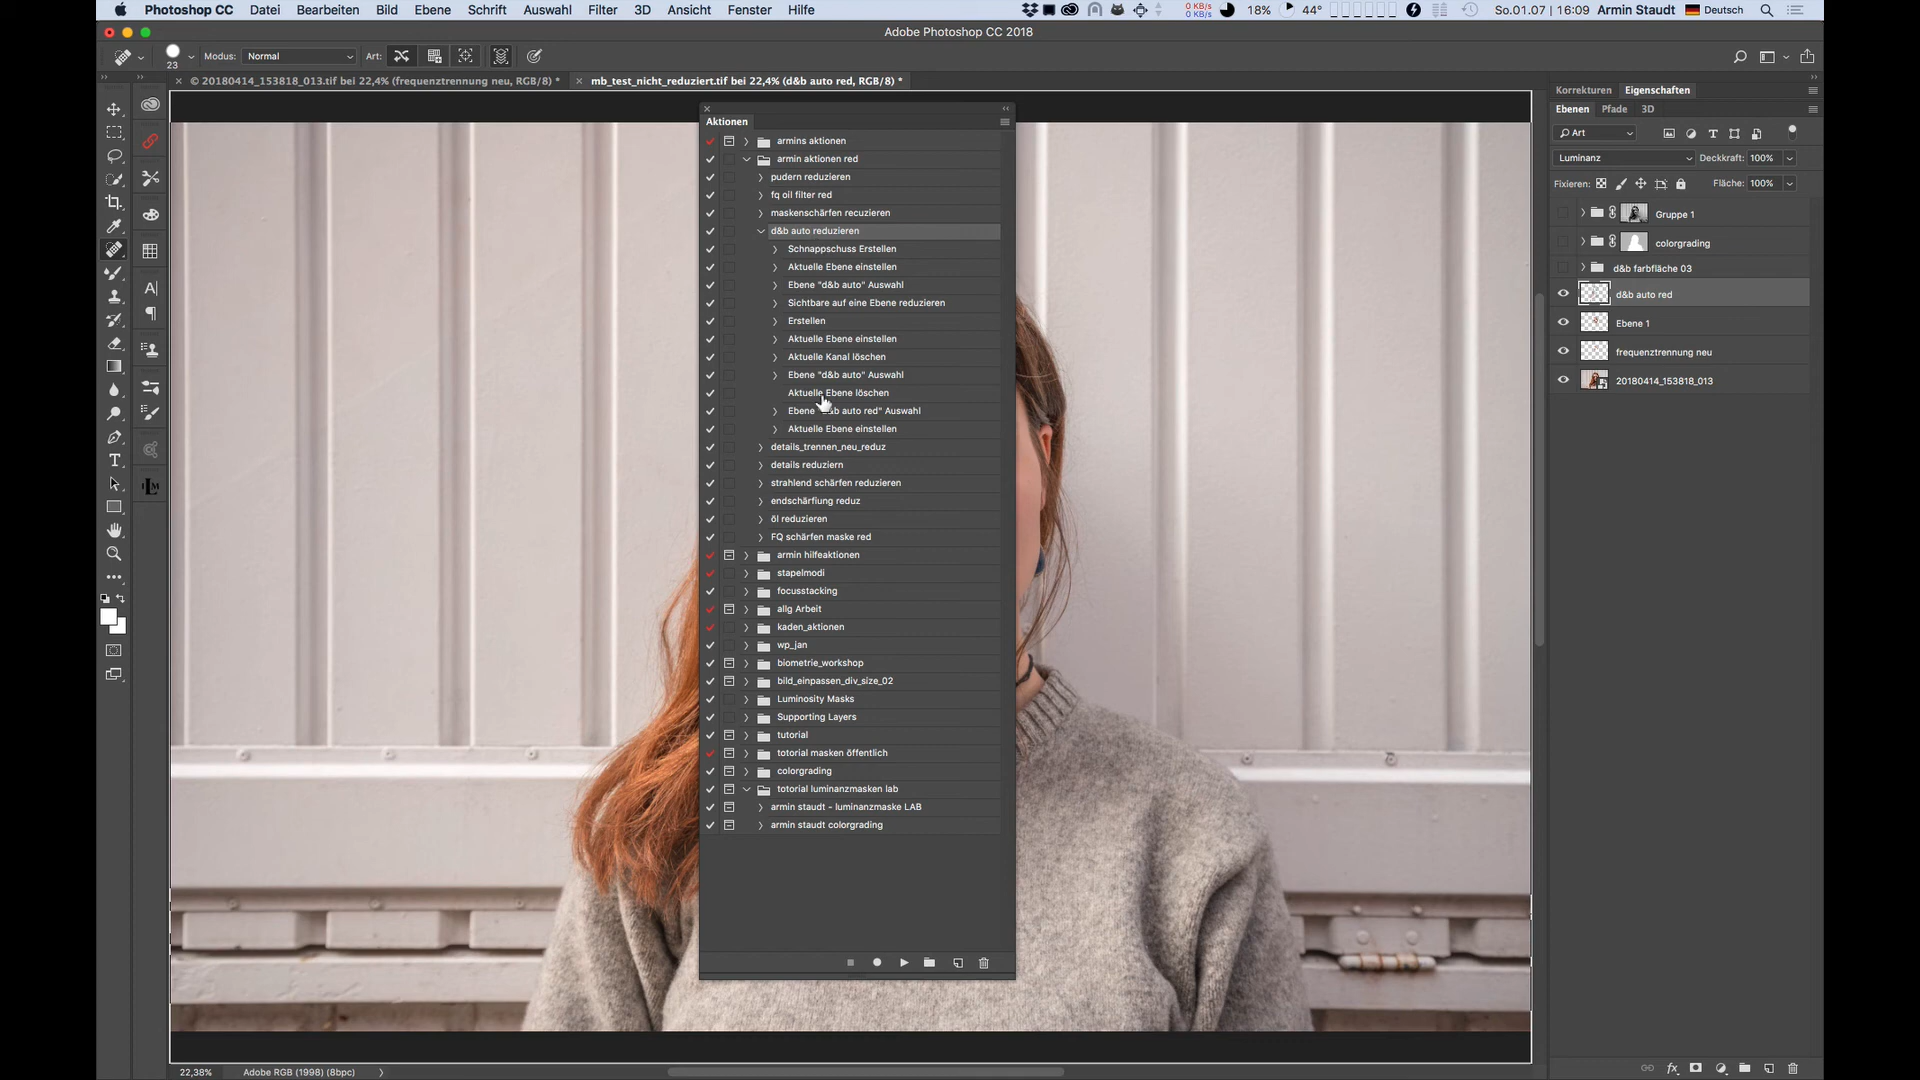 Photoshop CC Datei Bearbeiten Bild Ebene Schrift Auswahl Filter 3D Ansicht Fenster Hilfe 0 KB/s 0 KB/s 18% 44° So.01.07 16:09 Armin Staudt Deutsch
Adobe Photoshop CC 2018
23 Modus: Normal Art:
© 20180414_153818_013.tif bei 22,4% (frequenztrennung neu, RGB/8) *
mb_test_nicht_reduziert.tif bei 22,4% (d&b auto red, RGB/8) *
Aktionen
armins aktionen
armin aktionen red
pudern reduzieren
fq oil filter red
maskenschärfen recuzieren
d&b auto reduzieren
Schnappschuss Erstellen
Aktuelle Ebene einstellen
Ebene "d&b auto" Auswahl
Sichtbare auf eine Ebene reduzieren
Erstellen
Aktuelle Ebene einstellen
Aktuelle Kanal löschen
Ebene "d&b auto" Auswahl
Aktuelle Ebene löschen
Ebene "d&b auto red" Auswahl
Aktuelle Ebene einstellen
details_trennen_neu_reduz
details reduziern
strahlend schärfen reduzieren
endschärfiung reduz
öl reduzieren
FQ schärfen maske red
armin hilfeaktionen
stapelmodi
focusstacking
allg Arbeit
kaden_aktionen
wp_jan
biometrie_workshop
bild_einpassen_div_size_02
Luminosity Masks
Supporting Layers
tutorial
totorial masken öffentlich
colorgrading
totorial luminanzmasken lab
armin staudt - luminanzmaske LAB
armin staudt colorgrading
Korrekturen Eigenschaften
Ebenen Pfade 3D
Art
Luminanz Deckkraft: 100%
Fixieren: Fläche: 100%
Gruppe 1
colorgrading
d&b farbfläche 03
d&b auto red
Ebene 1
frequenztrennung neu
20180414_153818_013
22,38% Adobe RGB (1998) (8bpc)